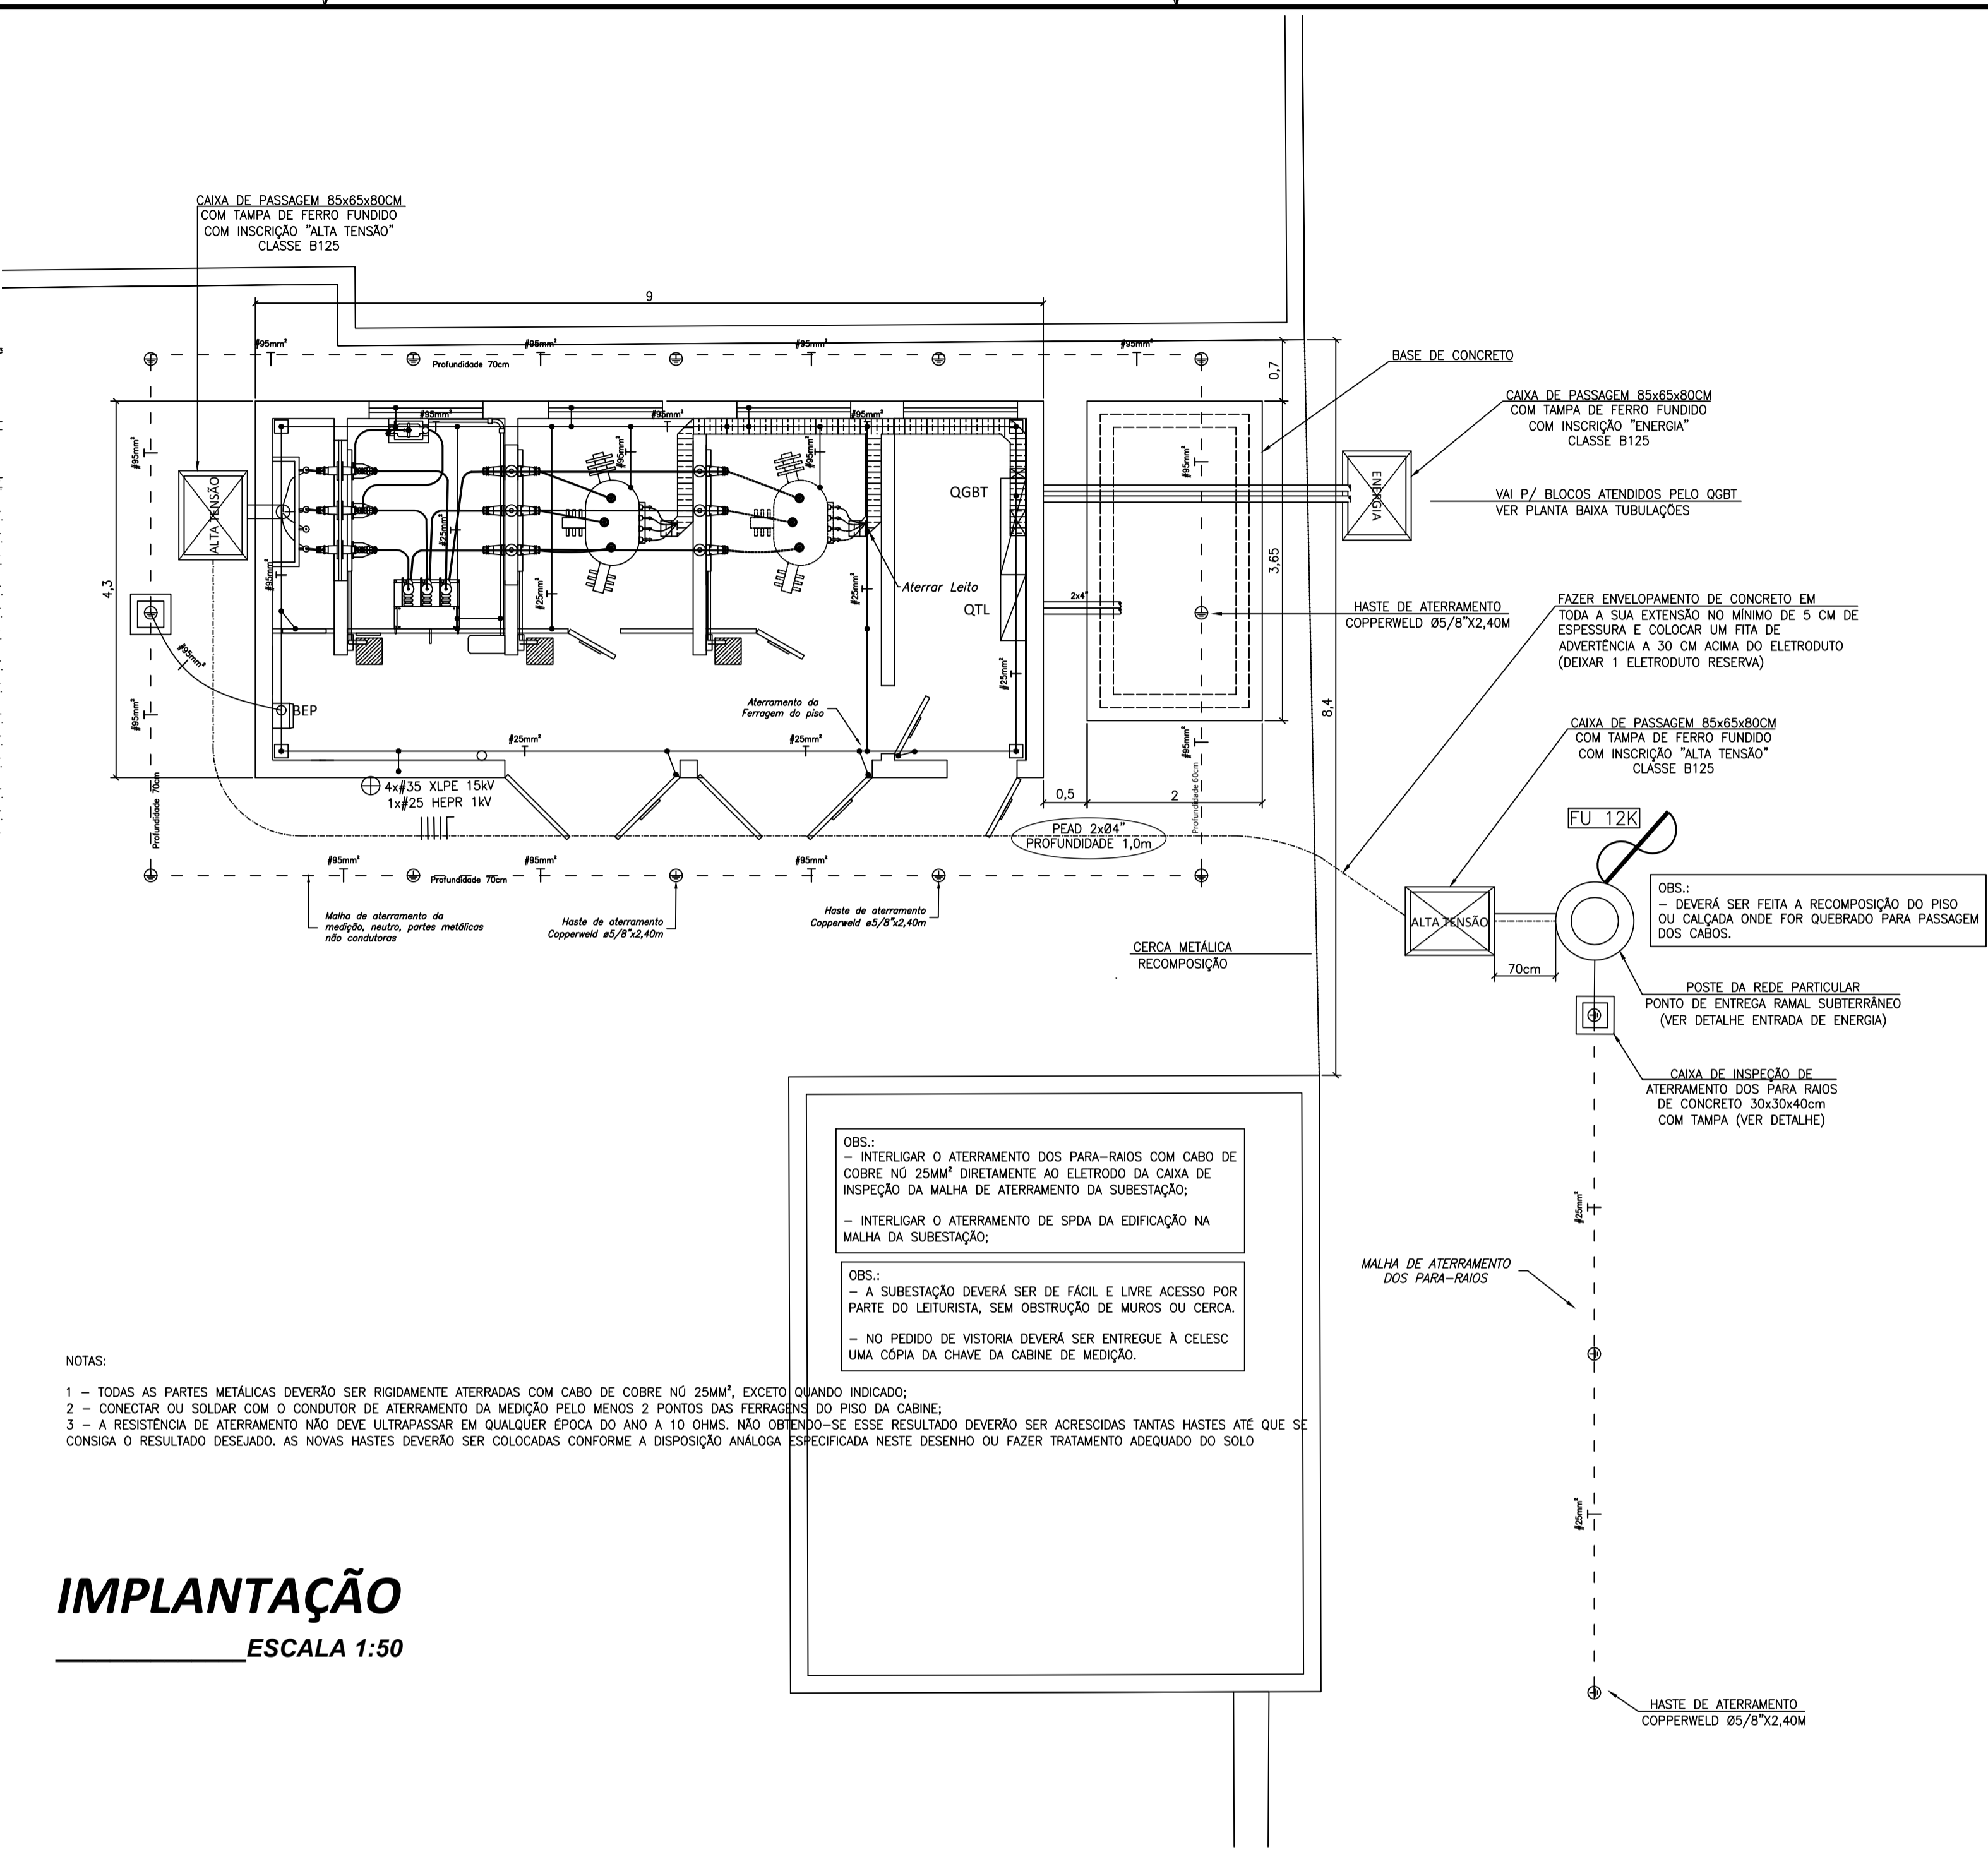 CAIXA DE PASSAGEM 85x65x80CM
COM TAMPA DE FERRO FUNDIDO
COM INSCRIÇÃO "ALTA TENSÃO"
CLASSE B125
9
#95mm²
#95mm²
#95mm²
#95mm²
Profundidade 70cm
0,7
BASE DE CONCRETO
CAIXA DE PASSAGEM 85x65x80CM
COM TAMPA DE FERRO FUNDIDO
COM INSCRIÇÃO "ENERGIA"
CLASSE B125
ENERGIA
VAI P/ BLOCOS ATENDIDOS PELO QGBT
VER PLANTA BAIXA TUBULAÇÕES
#95mm²
#95mm²
#95mm²
#95mm²
#95mm²
#95mm²
#95mm²
ALTA TENSÃO
QGBT
#25mm²
#95mm²
4,3
3,65
#25mm²
#25mm²
Aterrar Leito
QTL
2x4"
HASTE DE ATERRAMENTO
COPPERWELD Ø5/8"X2,40M
FAZER ENVELOPAMENTO DE CONCRETO EM
TODA A SUA EXTENSÃO NO MÍNIMO DE 5 CM DE
ESPESSURA E COLOCAR UM FITA DE
ADVERTÊNCIA A 30 CM ACIMA DO ELETRODUTO
(DEIXAR 1 ELETRODUTO RESERVA)
#95mm²
#25mm²
#95mm²
BEP
Aterramento da
Ferragem do piso
8,4
#25mm²
#25mm²
#95mm²
CAIXA DE PASSAGEM 85x65x80CM
COM TAMPA DE FERRO FUNDIDO
COM INSCRIÇÃO "ALTA TENSÃO"
CLASSE B125
Profundidade 70cm
4x#35 XLPE 15kV
1x#25 HEPR 1kV
0,5
2
Profundidade 60cm
PEAD 2xØ4"
PROFUNDIDADE 1,0m
FU 12K
#95mm²
#95mm²
#95mm²
Profundidade 70cm
ALTA TENSÃO
OBS.:
– DEVERÁ SER FEITA A RECOMPOSIÇÃO DO PISO
OU CALÇADA ONDE FOR QUEBRADO PARA PASSAGEM
DOS CABOS.
Malha de aterramento da
medição, neutro, partes metálicas
não condutoras
Haste de aterramento
Copperweld ø5/8"x2,40m
Haste de aterramento
Copperweld ø5/8"x2,40m
CERCA METÁLICA
RECOMPOSIÇÃO
70cm
POSTE DA REDE PARTICULAR
PONTO DE ENTREGA RAMAL SUBTERRÂNEO
(VER DETALHE ENTRADA DE ENERGIA)
CAIXA DE INSPEÇÃO DE
ATERRAMENTO DOS PARA RAIOS
DE CONCRETO 30x30x40cm
COM TAMPA (VER DETALHE)
OBS.:
– INTERLIGAR O ATERRAMENTO DOS PARA–RAIOS COM CABO DE
COBRE NÚ 25MM² DIRETAMENTE AO ELETRODO DA CAIXA DE
INSPEÇÃO DA MALHA DE ATERRAMENTO DA SUBESTAÇÃO;
– INTERLIGAR O ATERRAMENTO DE SPDA DA EDIFICAÇÃO NA
MALHA DA SUBESTAÇÃO;
#25mm²
MALHA DE ATERRAMENTO
DOS PARA–RAIOS
OBS.:
– A SUBESTAÇÃO DEVERÁ SER DE FÁCIL E LIVRE ACESSO POR
PARTE DO LEITURISTA, SEM OBSTRUÇÃO DE MUROS OU CERCA.
– NO PEDIDO DE VISTORIA DEVERÁ SER ENTREGUE À CELESC
UMA CÓPIA DA CHAVE DA CABINE DE MEDIÇÃO.
NOTAS:
1 – TODAS AS PARTES METÁLICAS DEVERÃO SER RIGIDAMENTE ATERRADAS COM CABO DE COBRE NÚ 25MM², EXCETO QUANDO INDICADO;
2 – CONECTAR OU SOLDAR COM O CONDUTOR DE ATERRAMENTO DA MEDIÇÃO PELO MENOS 2 PONTOS DAS FERRAGENS DO PISO DA CABINE;
3 – A RESISTÊNCIA DE ATERRAMENTO NÃO DEVE ULTRAPASSAR EM QUALQUER ÉPOCA DO ANO A 10 OHMS. NÃO OBTENDO–SE ESSE RESULTADO DEVERÃO SER ACRESCIDAS TANTAS HASTES ATÉ QUE SE
CONSIGA O RESULTADO DESEJADO. AS NOVAS HASTES DEVERÃO SER COLOCADAS CONFORME A DISPOSIÇÃO ANÁLOGA ESPECIFICADA NESTE DESENHO OU FAZER TRATAMENTO ADEQUADO DO SOLO
#25mm²
IMPLANTAÇÃO
ESCALA 1:50
HASTE DE ATERRAMENTO
COPPERWELD Ø5/8"X2,40M